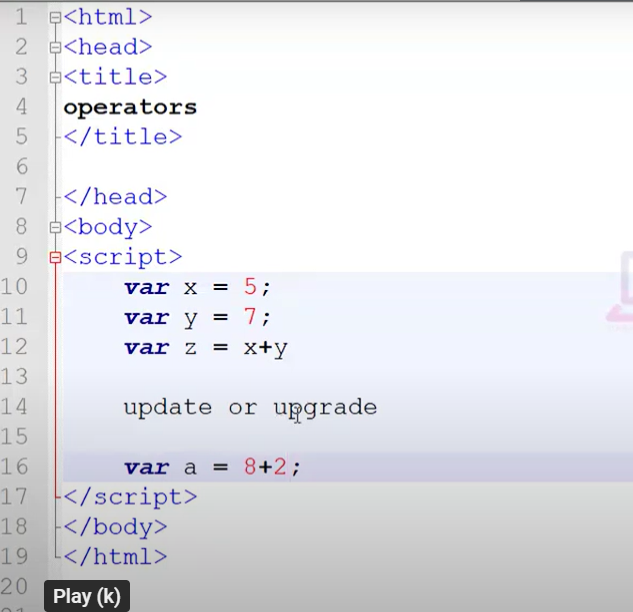 1 <html>
2 <head>
3 <title>
4 operators
5 </title>
6
7 </head>
8 <body>
9 <script>
10 var x = 5;
11 var y = 7;
12 var z = x+y
13
14 update or upgrade
15
16 var a = 8+2;
17 </script>
18 </body>
19 </html>
20
Play (k)